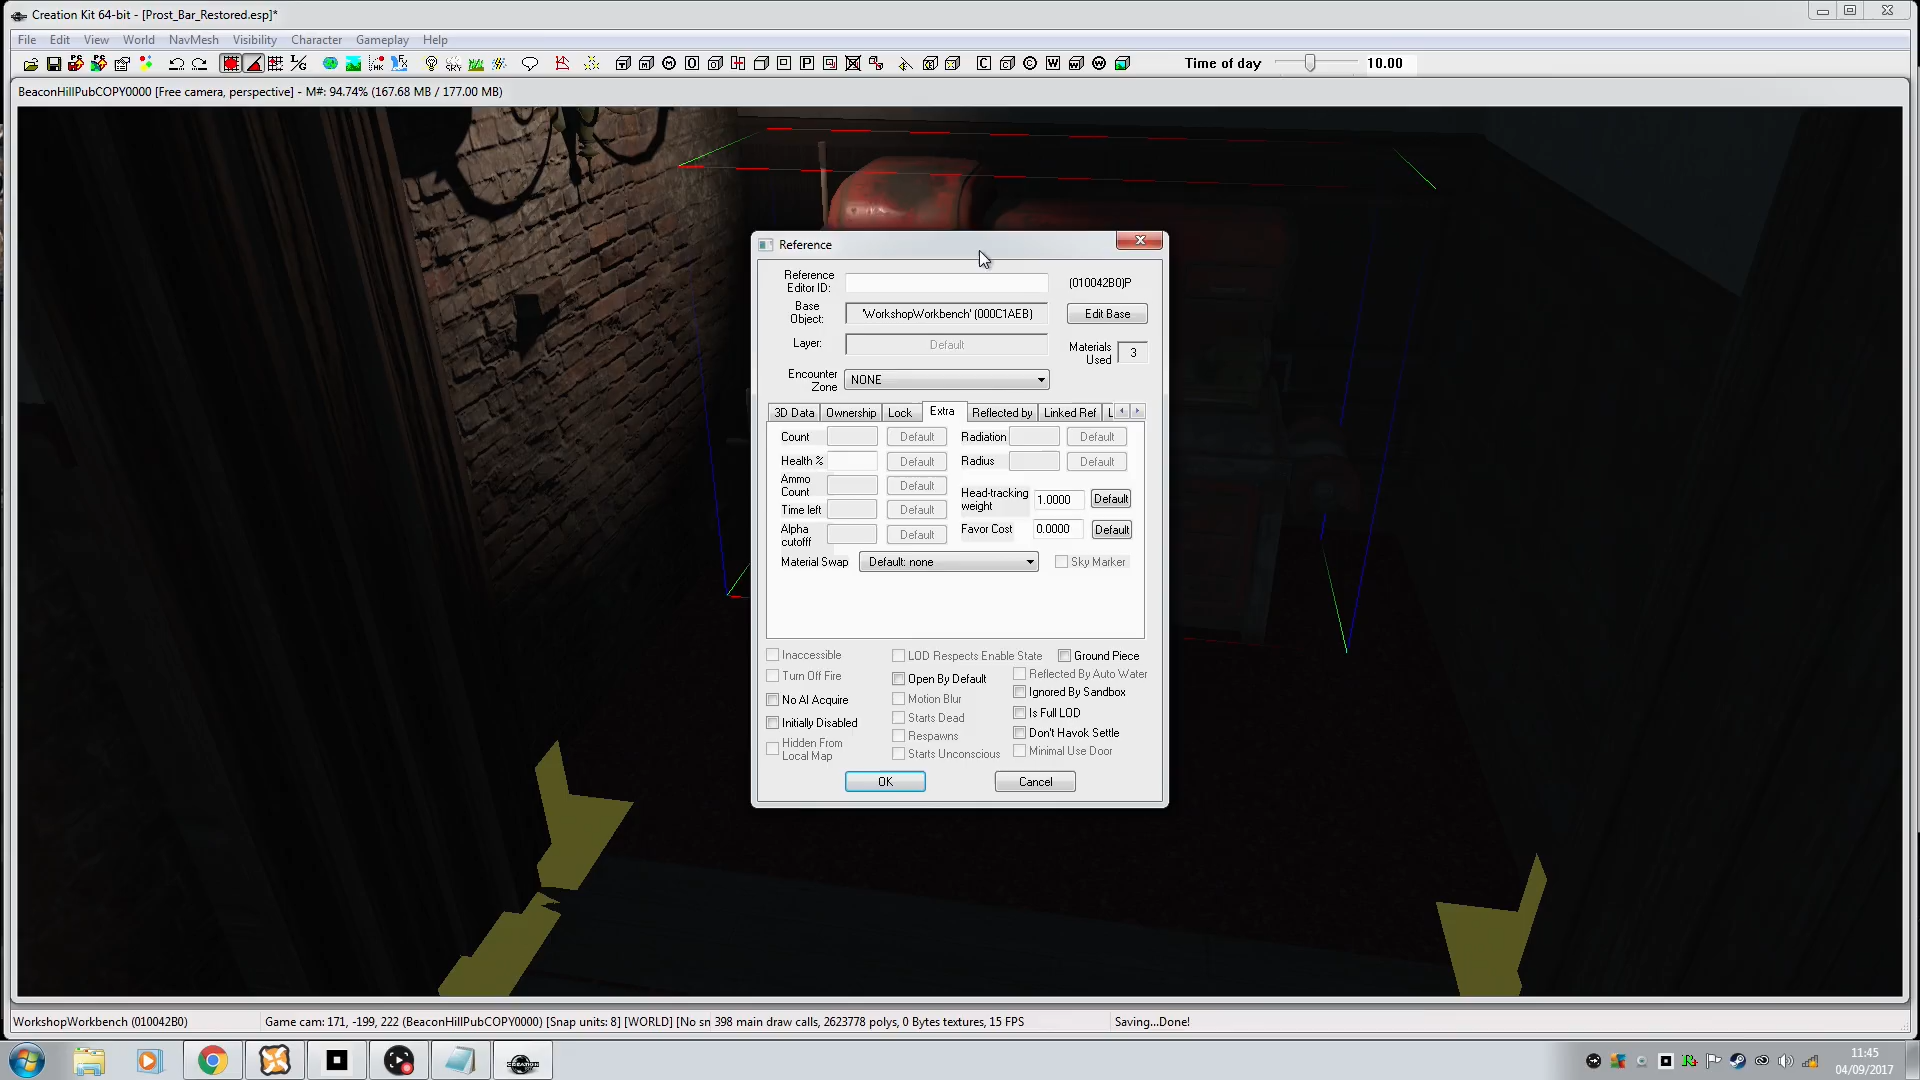 Creation Kit 64-bit - [Prost_Bar_Restored.esp]*
File Edit View World NavMesh Visibility Character Gameplay Help
Time of day 10.00
BeaconHillPubCOPY0000 [Free camera, perspective] - M#: 94.74% (167.68 MB / 177.00 MB)
Reference
Reference Editor ID: (010042B0)P
Base Object: 'WorkshopWorkbench' (000C1AEB) Edit Base
Layer: Default Materials Used 3
Encounter Zone NONE
3D Data Ownership Lock Extra Reflected by Linked Ref L
Count Default Radiation Default
Health % Default Radius Default
Ammo Count Default Head-tracking weight 1.0000 Default
Time left Default
Alpha cutofff Default Favor Cost 0.0000 Default
Material Swap Default: none Sky Marker
Inaccessible LOD Respects Enable State Ground Piece
Turn Off Fire Open By Default Reflected By Auto Water
No AI Acquire Motion Blur Ignored By Sandbox
Initially Disabled Starts Dead Is Full LOD
Hidden From Local Map Respawns Don't Havok Settle
Starts Unconscious Minimal Use Door
OK Cancel
WorkshopWorkbench (010042B0) Game cam: 171, -199, 222 (BeaconHillPubCOPY0000) [Snap units: 8] [WORLD] [No sn 398 main draw calls, 2623778 polys, 0 Bytes textures, 15 FPS Saving...Done!
11:45
04/09/2017